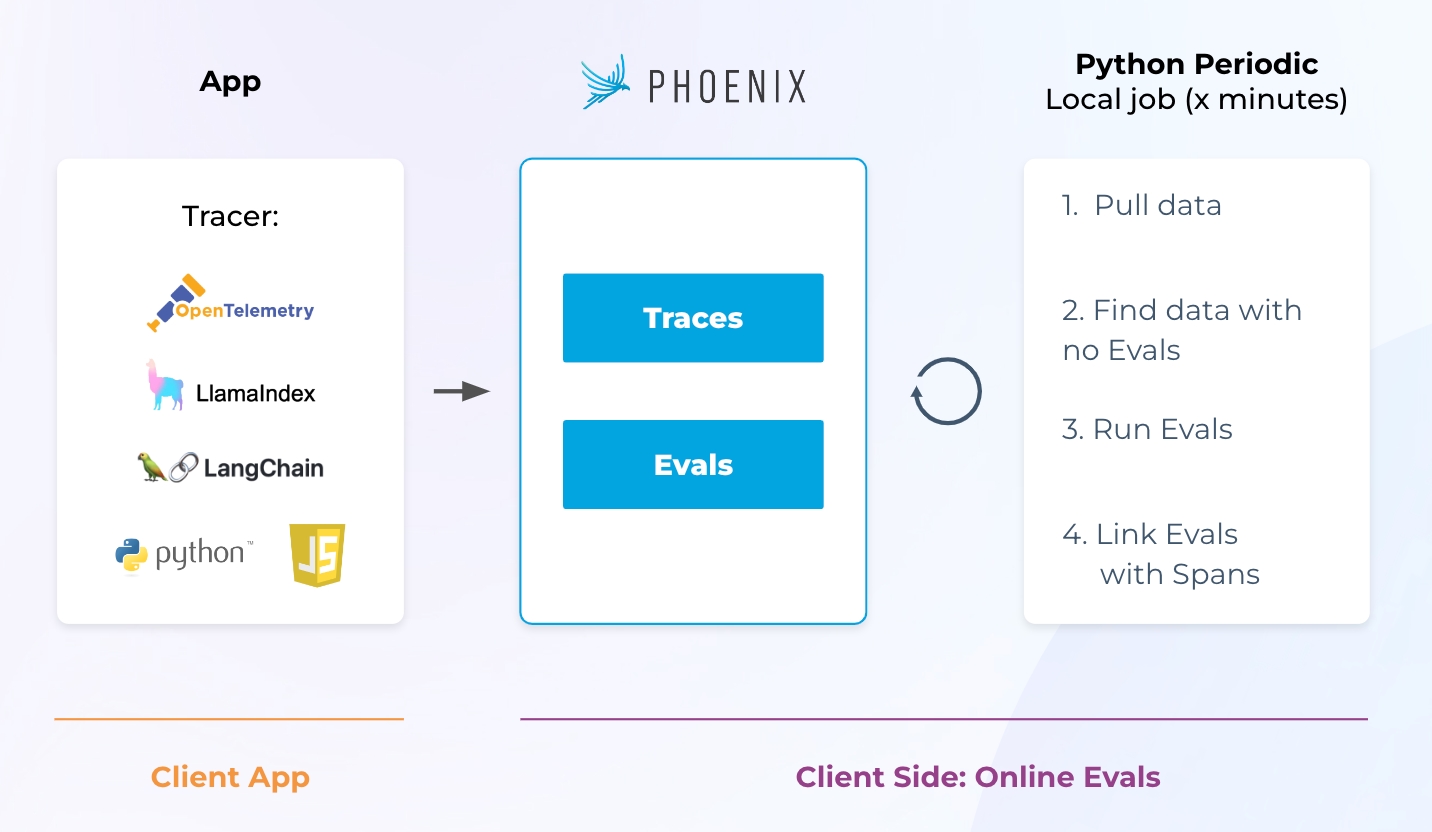 App
PHOENIX
Python Periodic
Local job (x minutes)
Tracer:
OpenTelemetry
LlamaIndex
LangChain
python™
JS
Traces
Evals
1. Pull data
2. Find data with
no Evals
3. Run Evals
4. Link Evals
with Spans
Client App
Client Side: Online Evals